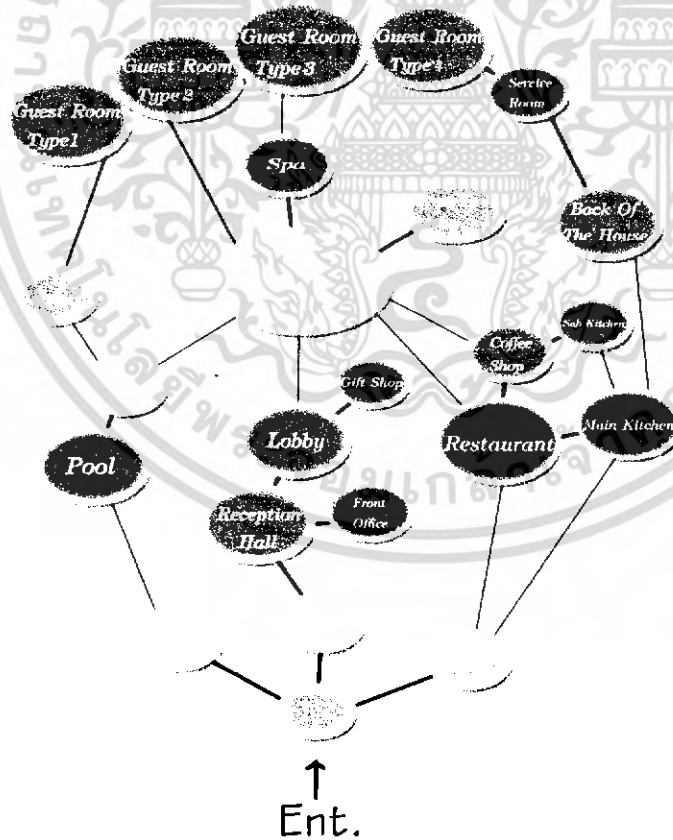 Guest Room
Type 3
Guest Room
Type 4
Guest Room
Type 2
Guest Room
Type 1
Service
Room
Spa
Back Of
The House
Sub Kitchen
Coffee
Shop
Gift Shop
Lobby
Restaurant
Main Kitchen
Pool
Reception
Hall
Front
Office
Ent.